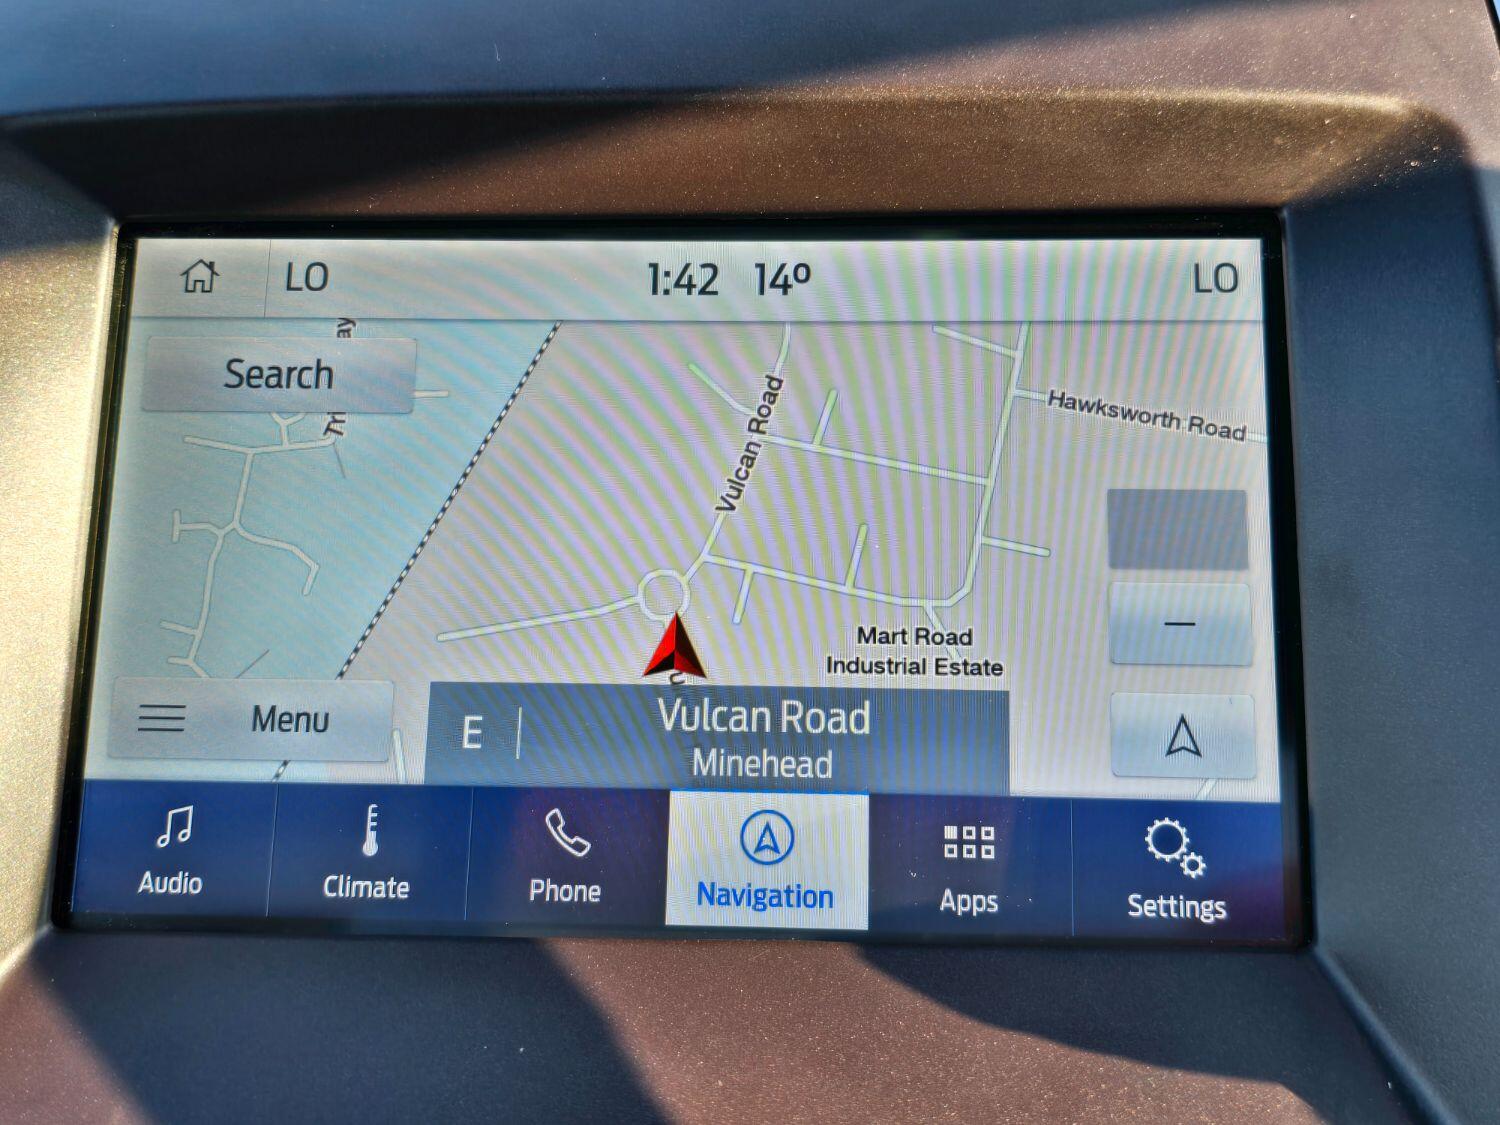 LO
1:42 14º
LO
Search
Vulcan Road
Hawksworth Road
Mart Road
Industrial Estate
Menu
E
Vulcan Road
Minehead
Audio
Climate
Phone
Navigation
Apps
Settings